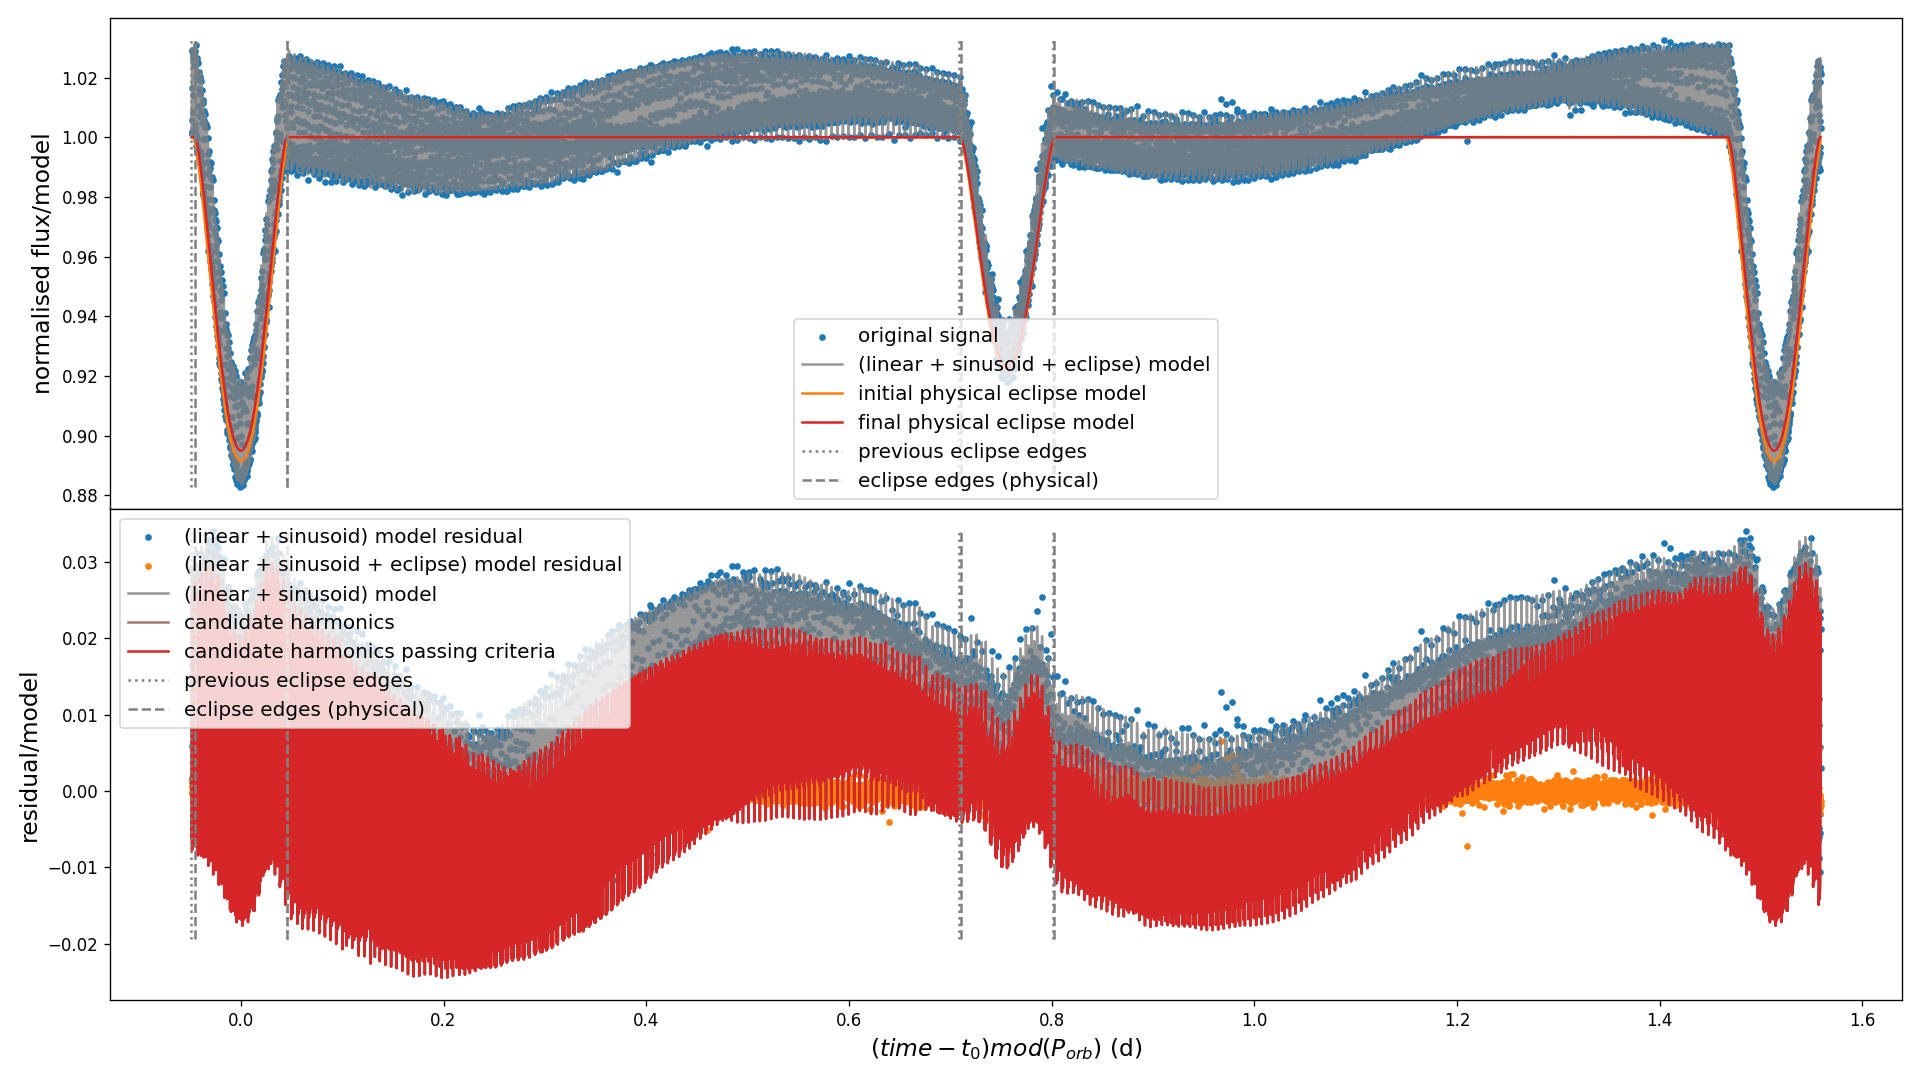 normalised flux/model
1.02
1.00
0.98
0.96
0.94
0.92
0.90
0.88
original signal
(linear + sinusoid + eclipse) model
initial physical eclipse model
final physical eclipse model
previous eclipse edges
eclipse edges (physical)
residual/model
0.03
0.02
0.01
0.00
−0.01
−0.02
(linear + sinusoid) model residual
(linear + sinusoid + eclipse) model residual
(linear + sinusoid) model
candidate harmonics
candidate harmonics passing criteria
previous eclipse edges
eclipse edges (physical)
0.0 0.2 0.4 0.6 0.8 1.0 1.2 1.4 1.6
(time − t₀)mod(Pₒᵣb) (d)